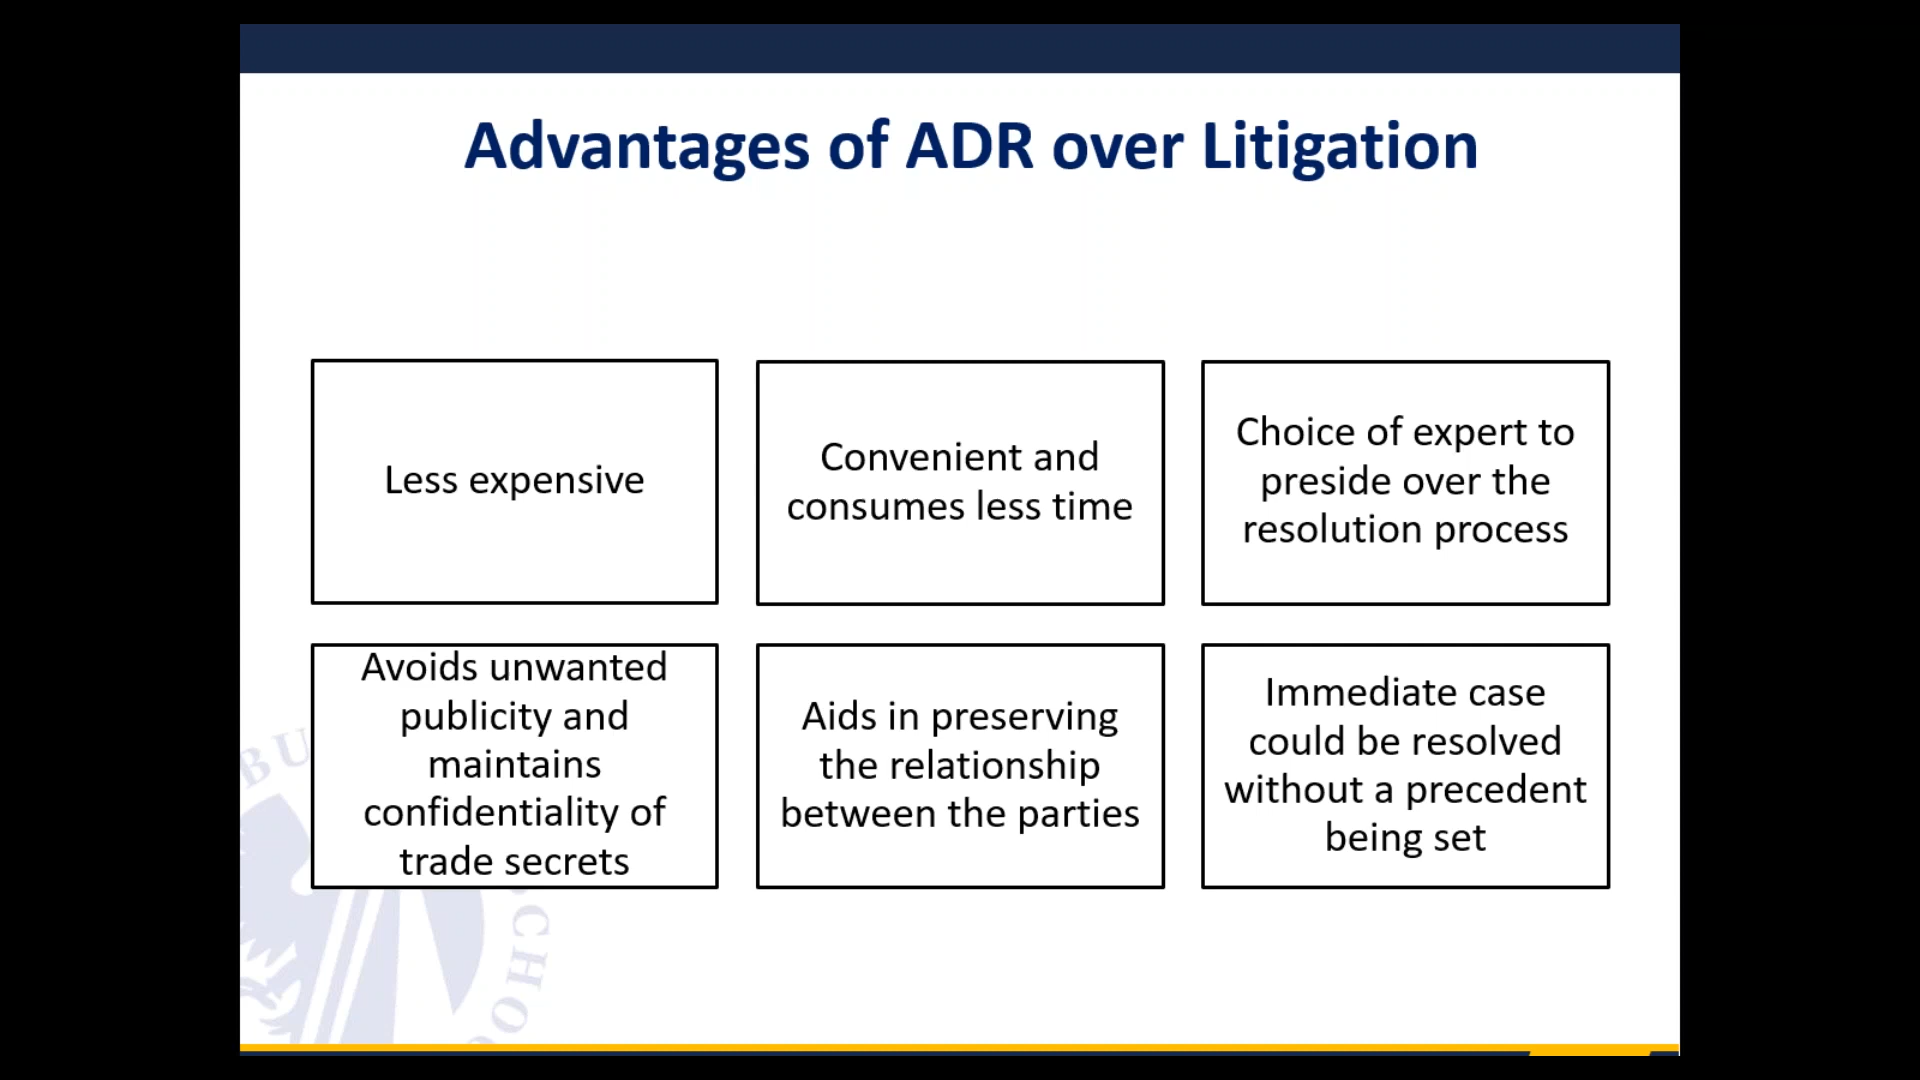 Advantages of ADR over Litigation
Less expensive
Convenient and
consumes less time
Choice of expert to
preside over the
resolution process
Avoids unwanted
publicity and
maintains
confidentiality of
trade secrets
Aids in preserving
the relationship
between the parties
Immediate case
could be resolved
without a precedent
being set
BU
CHO